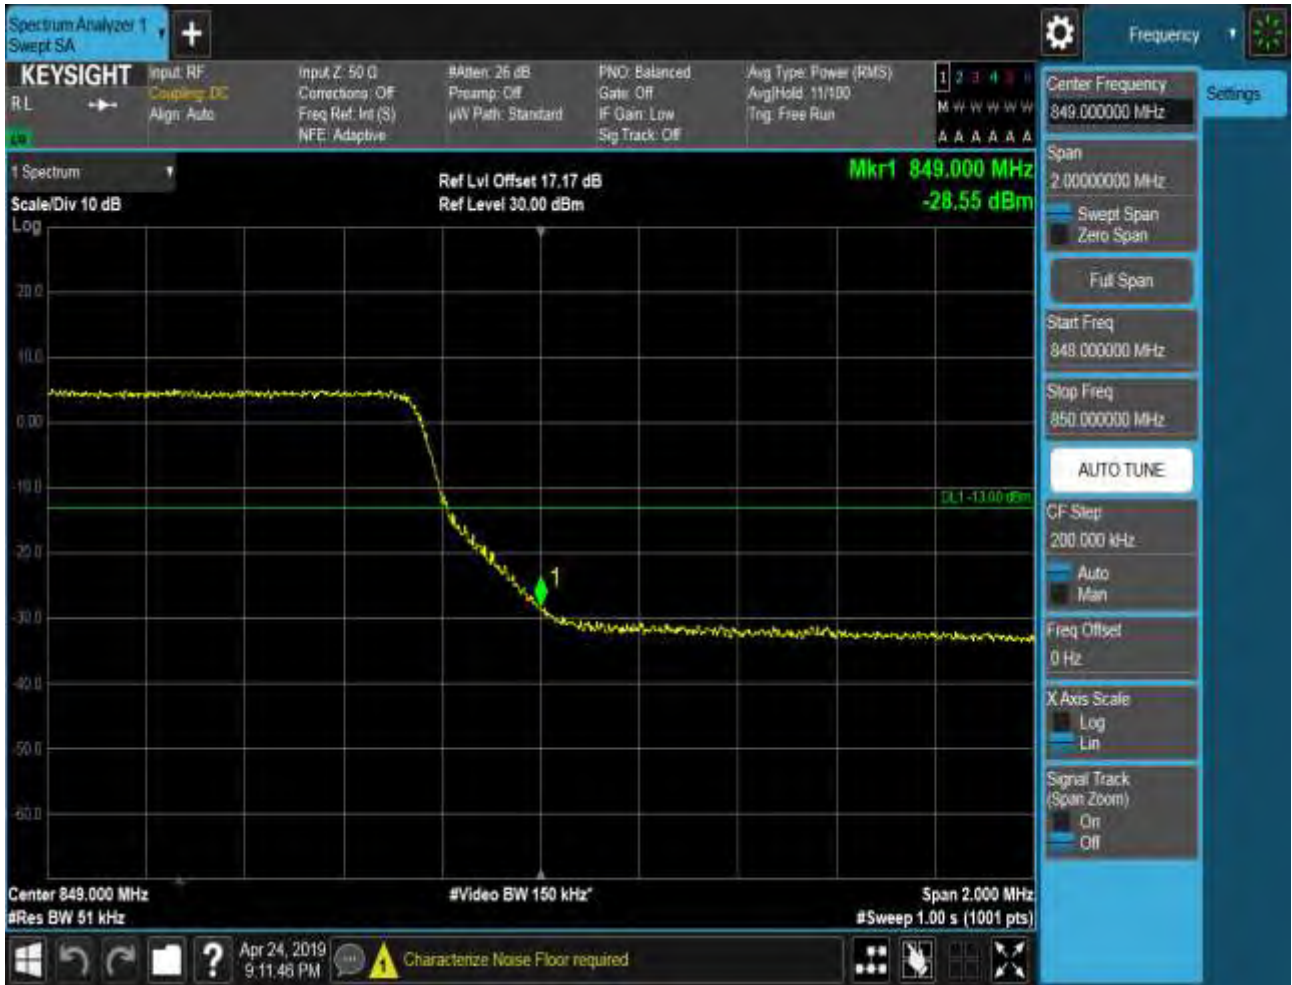 Spectrum Analyzer 1
Swept SA
+
Frequency
KEYSIGHT
RL
Input: RF
Coupling: DC
Align: Auto
Input Z: 50 Ω
Corrections: Off
Freq Ref: Int (S)
NFE: Adaptive
#Atten: 26 dB
Preamp: Off
µW Path: Standard
PNO: Balanced
Gate: Off
IF Gain: Low
Sig Track: Off
Avg Type: Power (RMS)
Avg|Hold: 11/100
Trig: Free Run
1 2 3 4 5 6
M W W W W W
A A A A A A
1 Spectrum
Scale/Div 10 dB
Log
Ref Lvl Offset 17.17 dB
Ref Level 30.00 dBm
Mkr1 849.000 MHz
-28.55 dBm
20.0
10.0
0.00
-10.0
-20.0
-30.0
-40.0
-50.0
-60.0
DL1 -13.00 dBm
1
Center 849.000 MHz
#Res BW 51 kHz
#Video BW 150 kHz*
Span 2.000 MHz
#Sweep 1.00 s (1001 pts)
Center Frequency
849.000000 MHz
Settings
Span
2.00000000 MHz
Swept Span
Zero Span
Full Span
Start Freq
848.000000 MHz
Stop Freq
850.000000 MHz
AUTO TUNE
CF Step
200.000 kHz
Auto
Man
Freq Offset
0 Hz
X Axis Scale
Log
Lin
Signal Track
(Span Zoom)
On
Off
?
Apr 24, 2019
9:11:46 PM
1
Characterize Noise Floor required